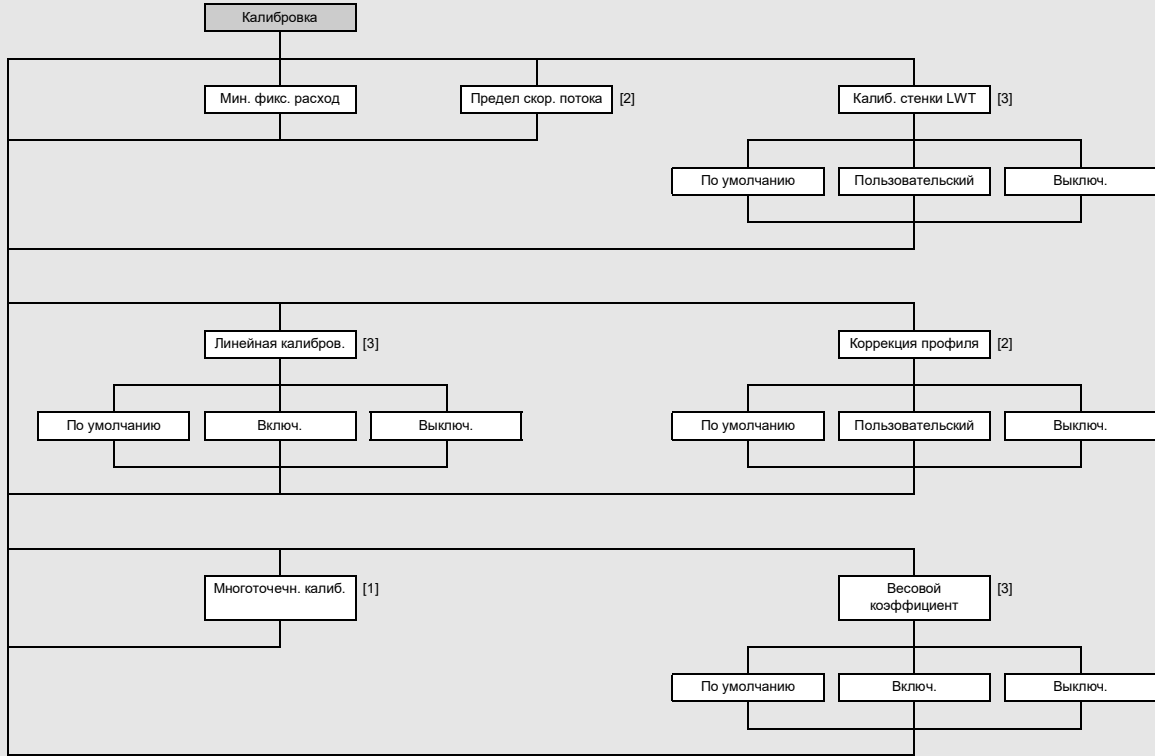 Калибровка
Мин. фикс. расход
Предел скор. потока [2]
Калиб. стенки LWT [3]
По умолчанию
Пользовательский
Выключ.
Линейная калибров. [3]
Коррекция профиля [2]
По умолчанию
Включ.
Выключ.
По умолчанию
Пользовательский
Выключ.
Многоточечн. калиб. [1]
Весовой [3]
коэффициент
По умолчанию
Включ.
Выключ.